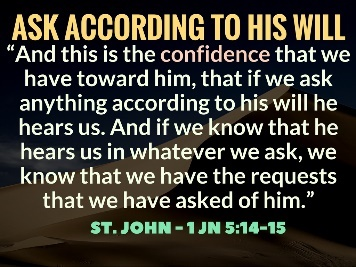 ASK ACCORDING TO HIS WILL
“And this is the confidence that we
have toward him, that if we ask
anything according to his will he
hears us. And if we know that he
hears us in whatever we ask, we
know that we have the requests
that we have asked of him.”
ST. JOHN – 1 JN 5:14-15